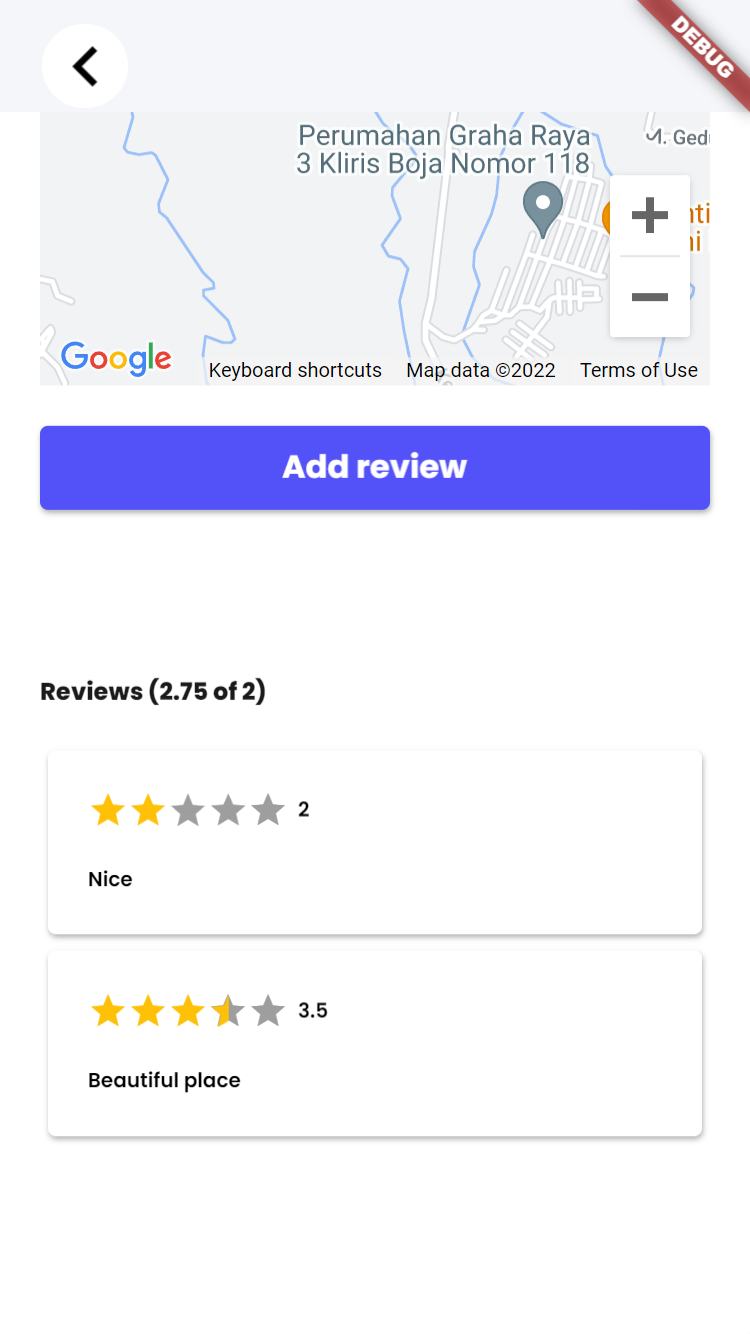 DEBUG
Perumahan Graha Raya
3 Kliris Boja Nomor 118
Google
Keyboard shortcuts
Map data ©2022
Terms of Use
Add review
Reviews (2.75 of 2)
2
Nice
3.5
Beautiful place